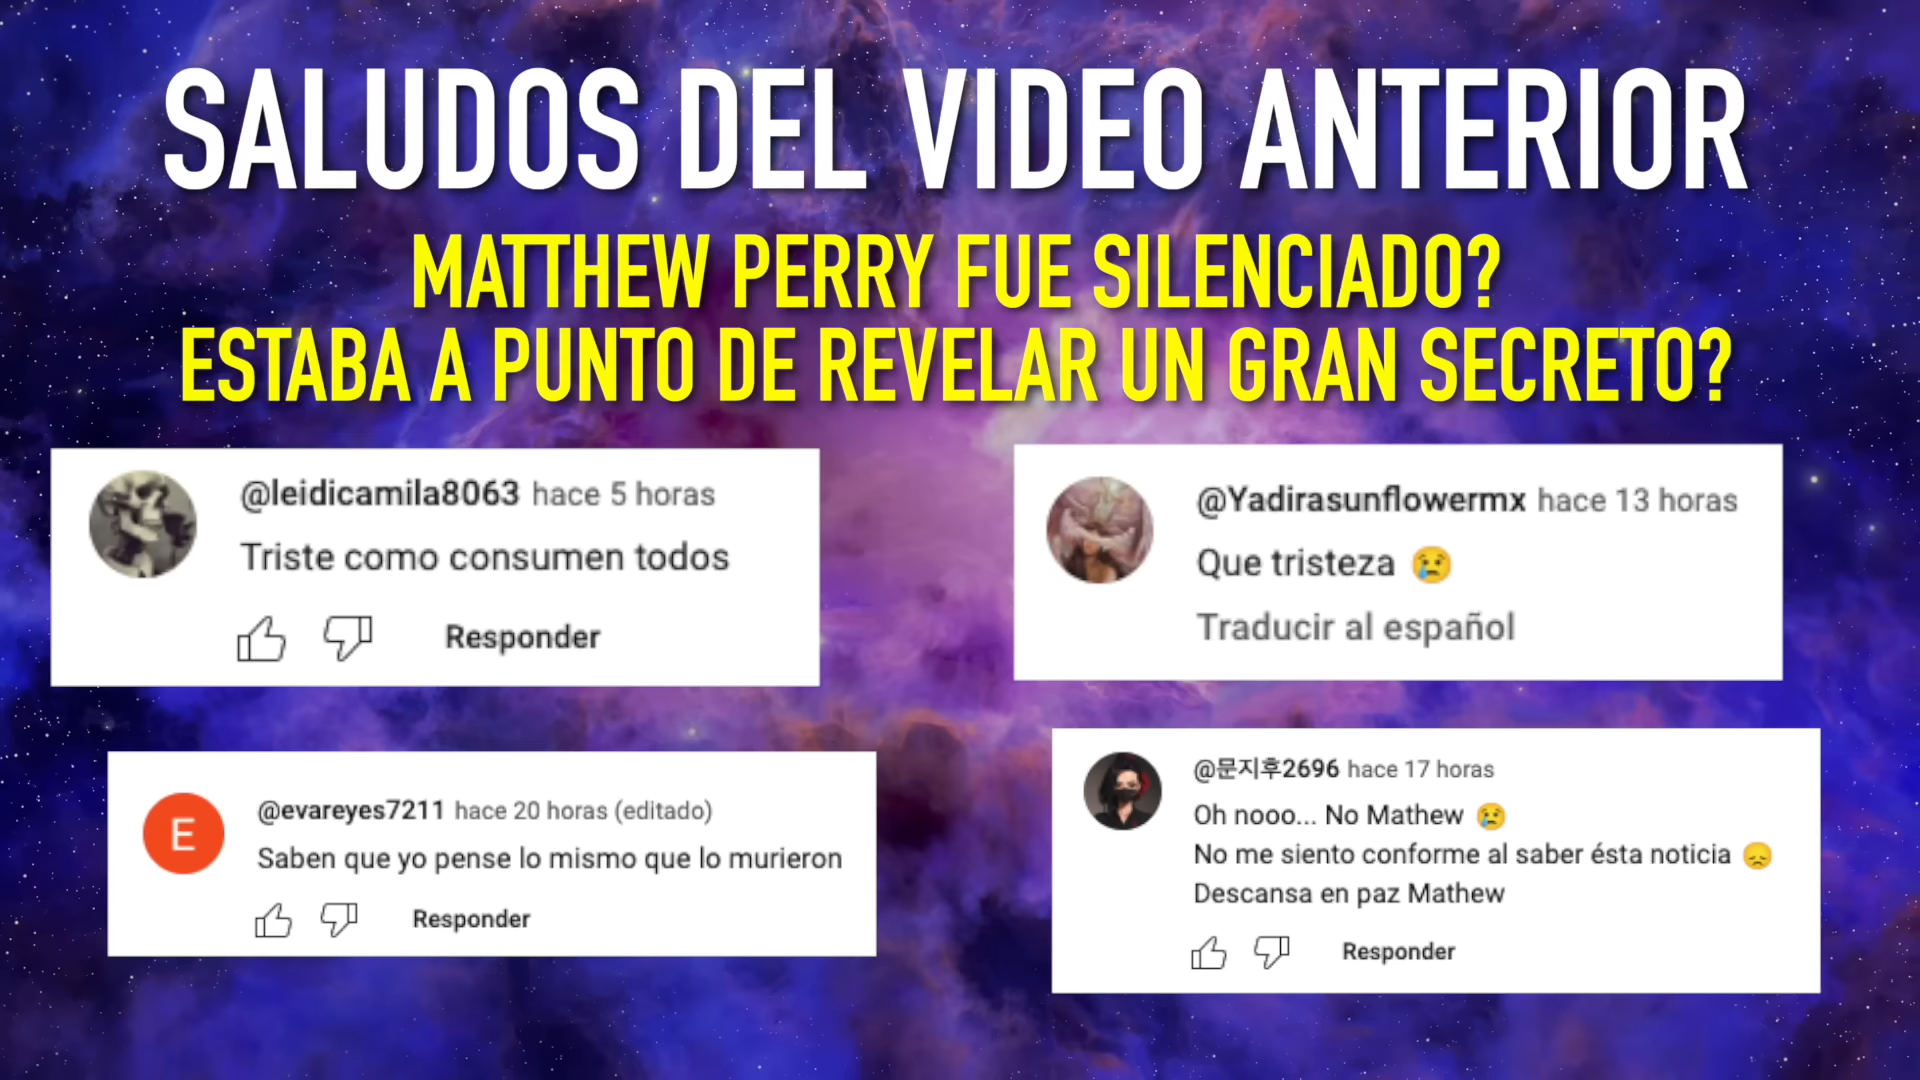 SALUDOS DEL VIDEO ANTERIOR
MATTHEW PERRY FUE SILENCIADO?
ESTABA A PUNTO DE REVELAR UN GRAN SECRETO?
@leidicamila8063 hace 5 horas
Triste como consumen todos
Responder
@Yadirasunflowermx hace 13 horas
Que tristeza 😢
Traducir al español
E
@evareyes7211 hace 20 horas (editado)
Saben que yo pense lo mismo que lo murieron
Responder
@문지후2696 hace 17 horas
Oh nooo... No Mathew 😢
No me siento conforme al saber ésta noticia 😞
Descansa en paz Mathew
Responder